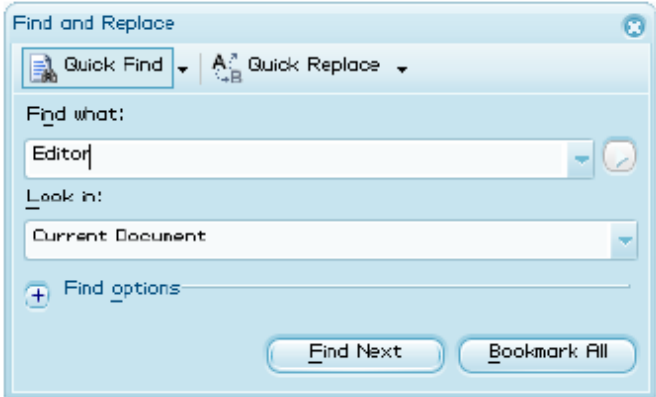 Find and Replace
Quick Find Quick Replace
Find what:
Editor
Look in:
Current Document
Find options
Find Next Bookmark All